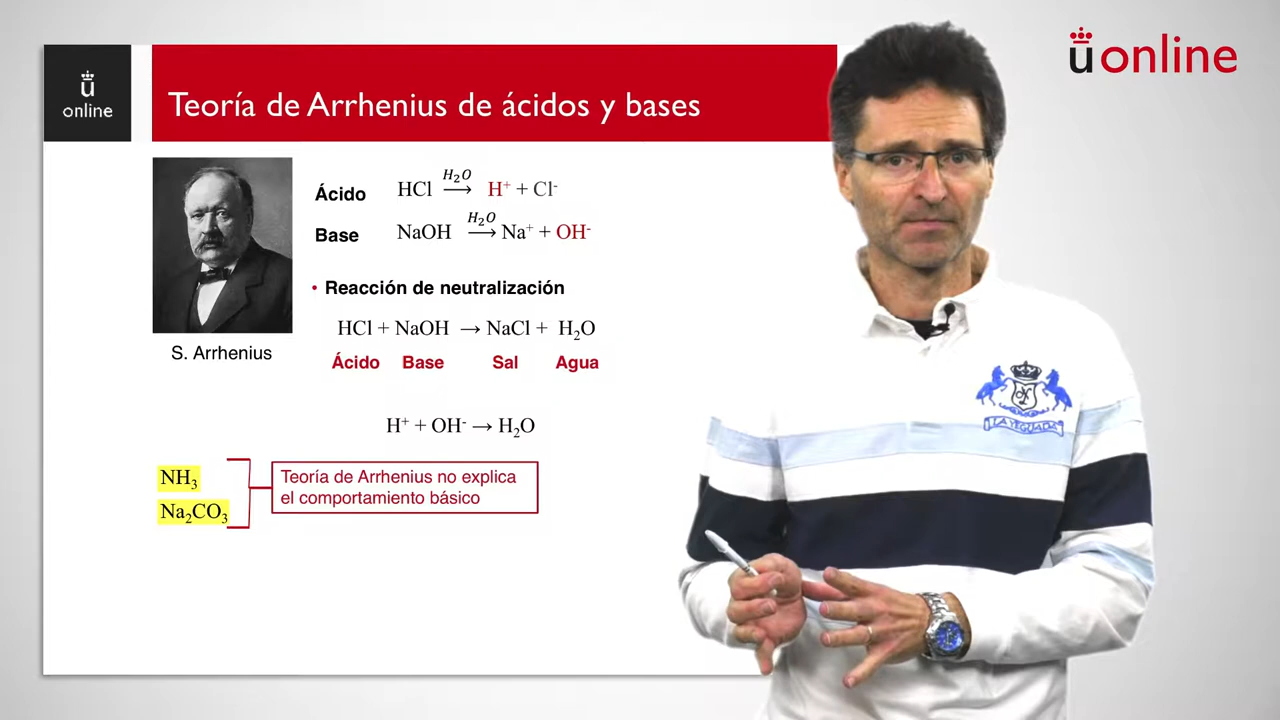 ü online
ü
online
Teoría de Arrhenius de ácidos y bases
Ácido HCl H₂O ⟶ H⁺ + Cl⁻
Base NaOH H₂O ⟶ Na⁺ + OH⁻
• Reacción de neutralización
HCl + NaOH → NaCl + H₂O
Ácido Base Sal Agua
S. Arrhenius
H⁺ + OH⁻ → H₂O
NH₃
Na₂CO₃
Teoría de Arrhenius no explica
el comportamiento básico
LA YEGUADA